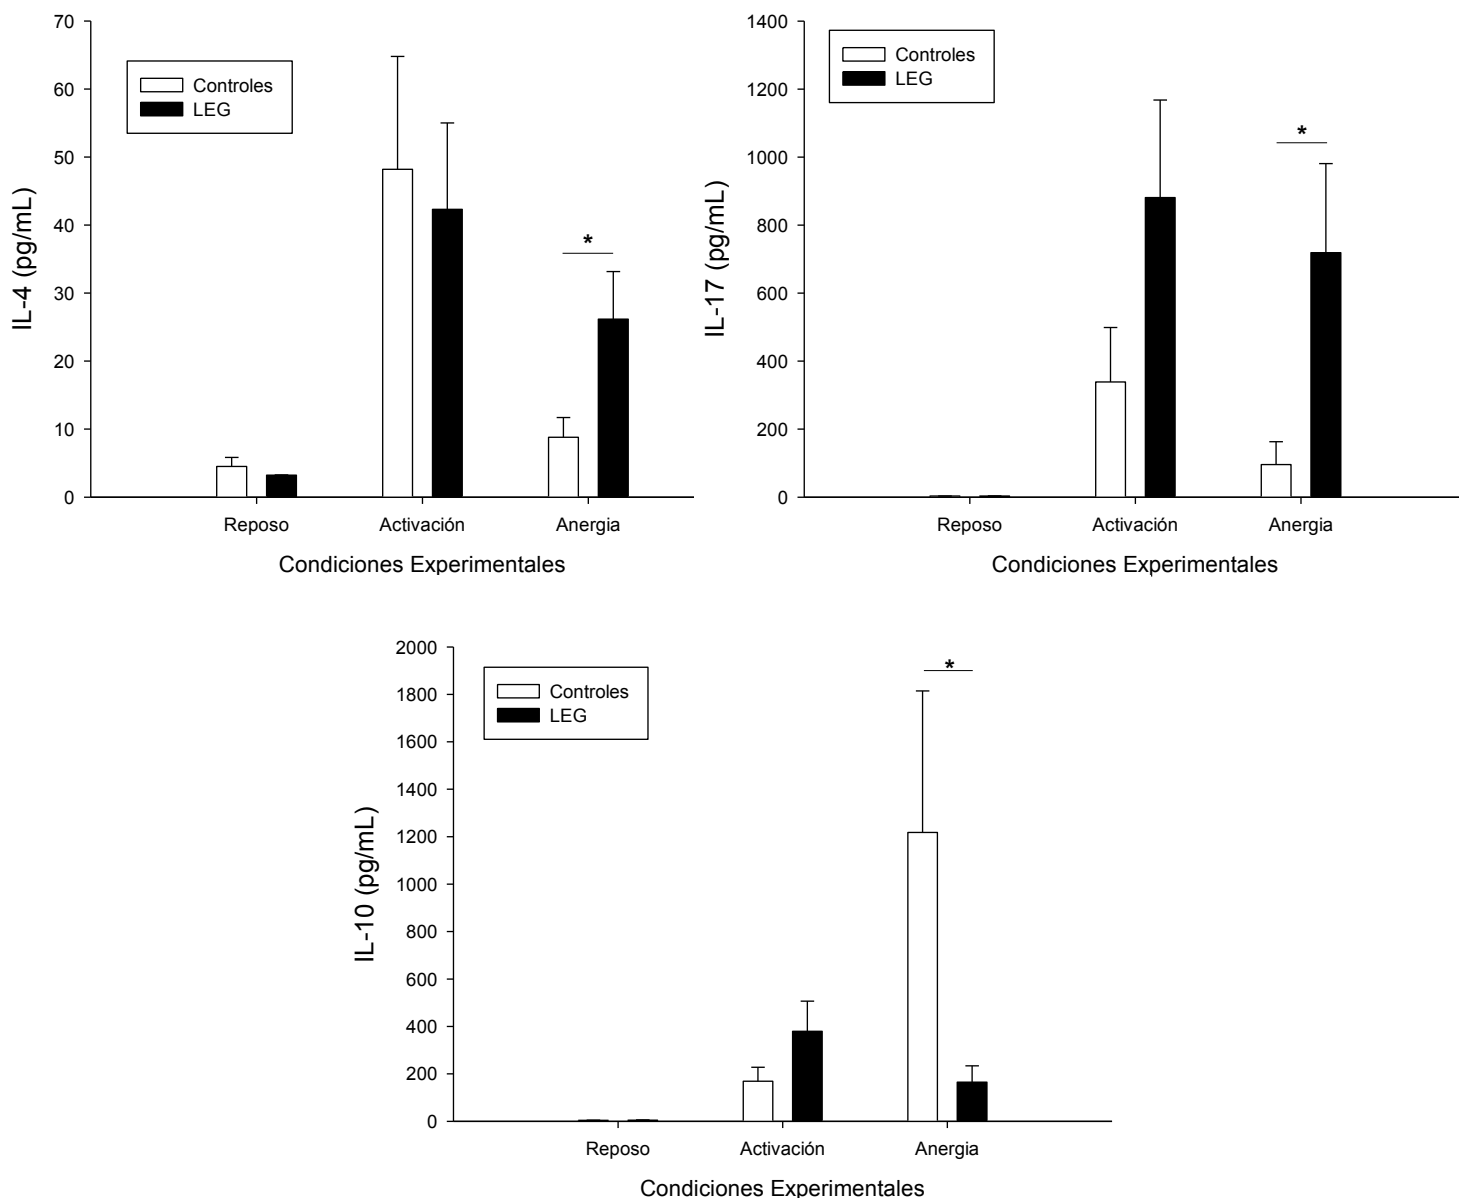 70
60
50
40
30
20
10
0
IL-4 (pg/mL)
Controles
LEG
*
Reposo
Activación
Anergia
Condiciones Experimentales
1400
1200
1000
800
600
400
200
0
IL-17 (pg/mL)
Controles
LEG
*
Reposo
Activación
Anergia
Condiciones Experimentales
2000
1800
1600
1400
1200
1000
800
600
400
200
0
IL-10 (pg/mL)
Controles
LEG
*
Reposo
Activación
Anergia
Condiciones Experimentales